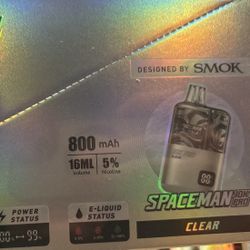 DESIGNED BY SMOK
800 mAh
16ML 5%
Volume Nicotine
SPACEMAN
POWER STATUS
E-LIQUID STATUS
CLEAR